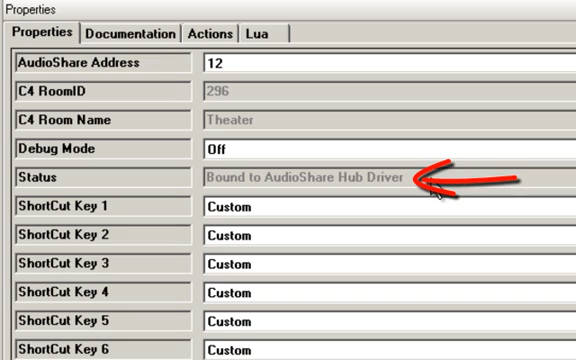 Properties
Properties Documentation Actions Lua
AudioShare Address 12
C4 RoomID 296
C4 Room Name Theater
Debug Mode Off
Status Bound to AudioShare Hub Driver
ShortCut Key 1 Custom
ShortCut Key 2 Custom
ShortCut Key 3 Custom
ShortCut Key 4 Custom
ShortCut Key 5 Custom
ShortCut Key 6 Custom